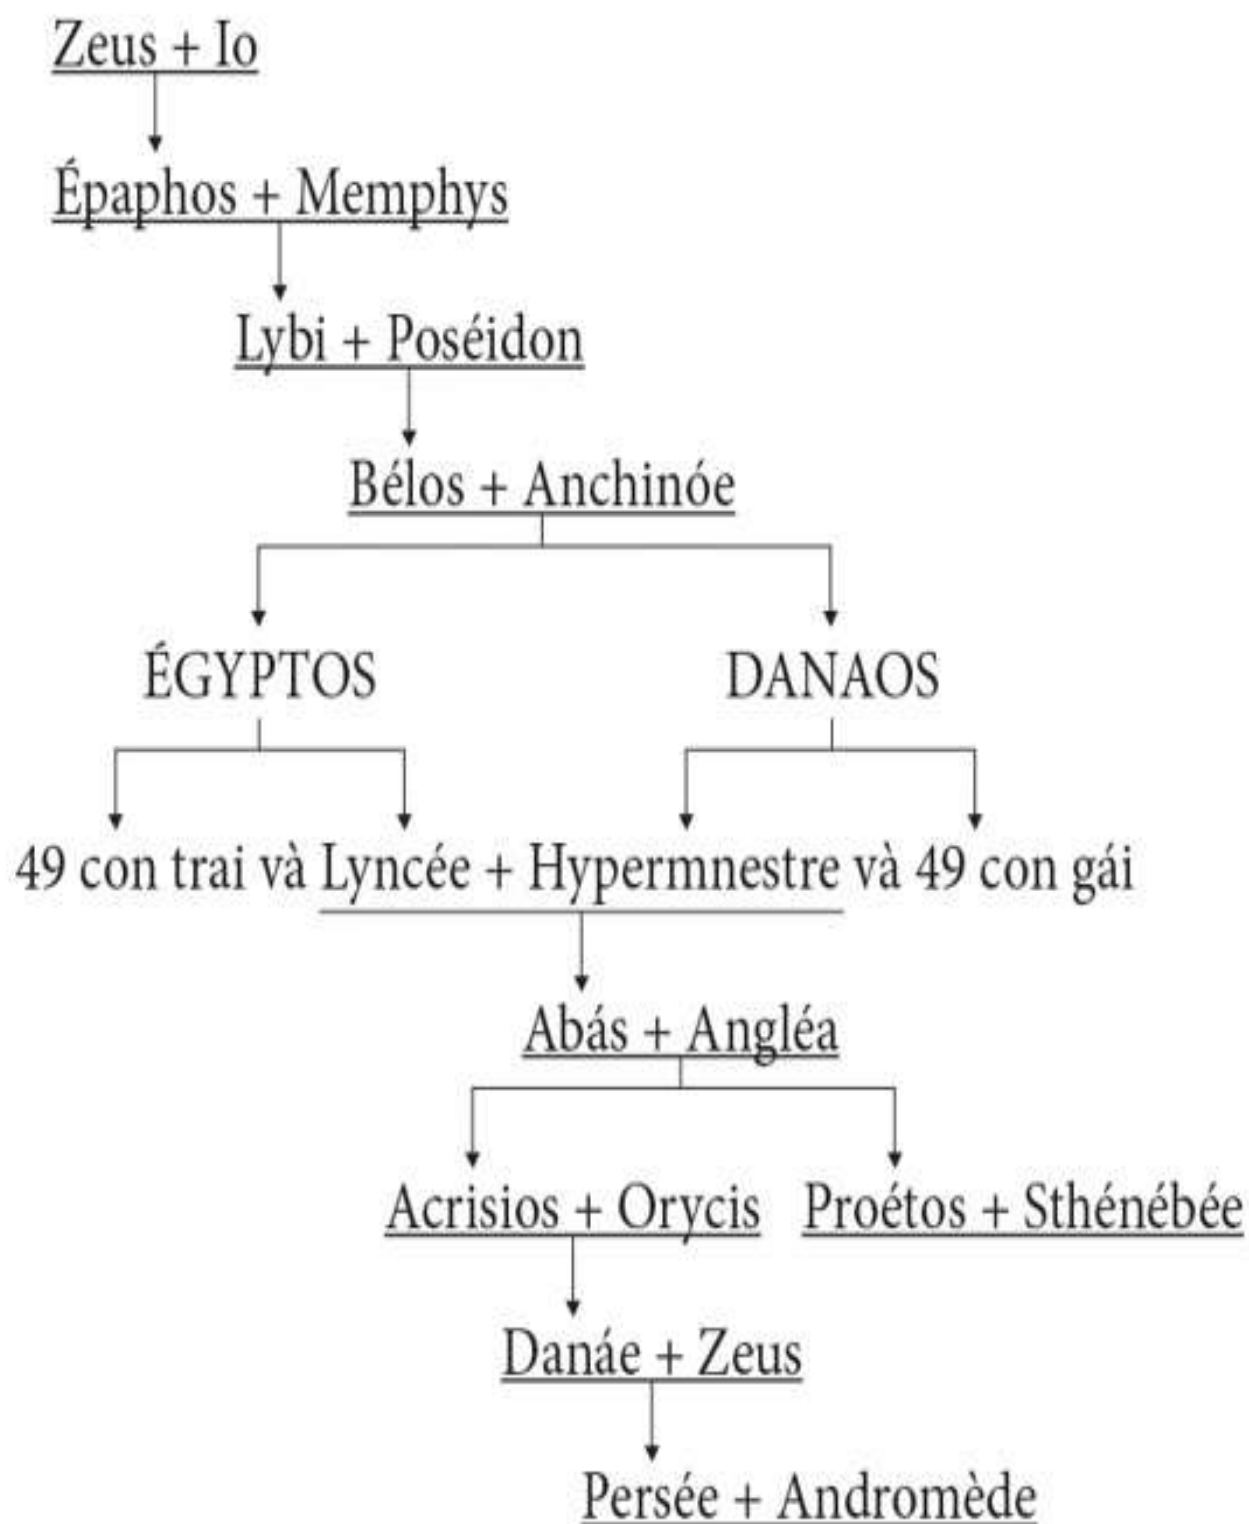 Zeus + Io
Épaphos + Memphys
Lybi + Poséidon
Bélos + Anchinóe
ÉGYPTOS DANAOS
49 con trai và Lyncée + Hypermnestre và 49 con gái
Abás + Angléa
Acrisios + Orycis Proétos + Sthénébée
Danáe + Zeus
Persée + Andromède